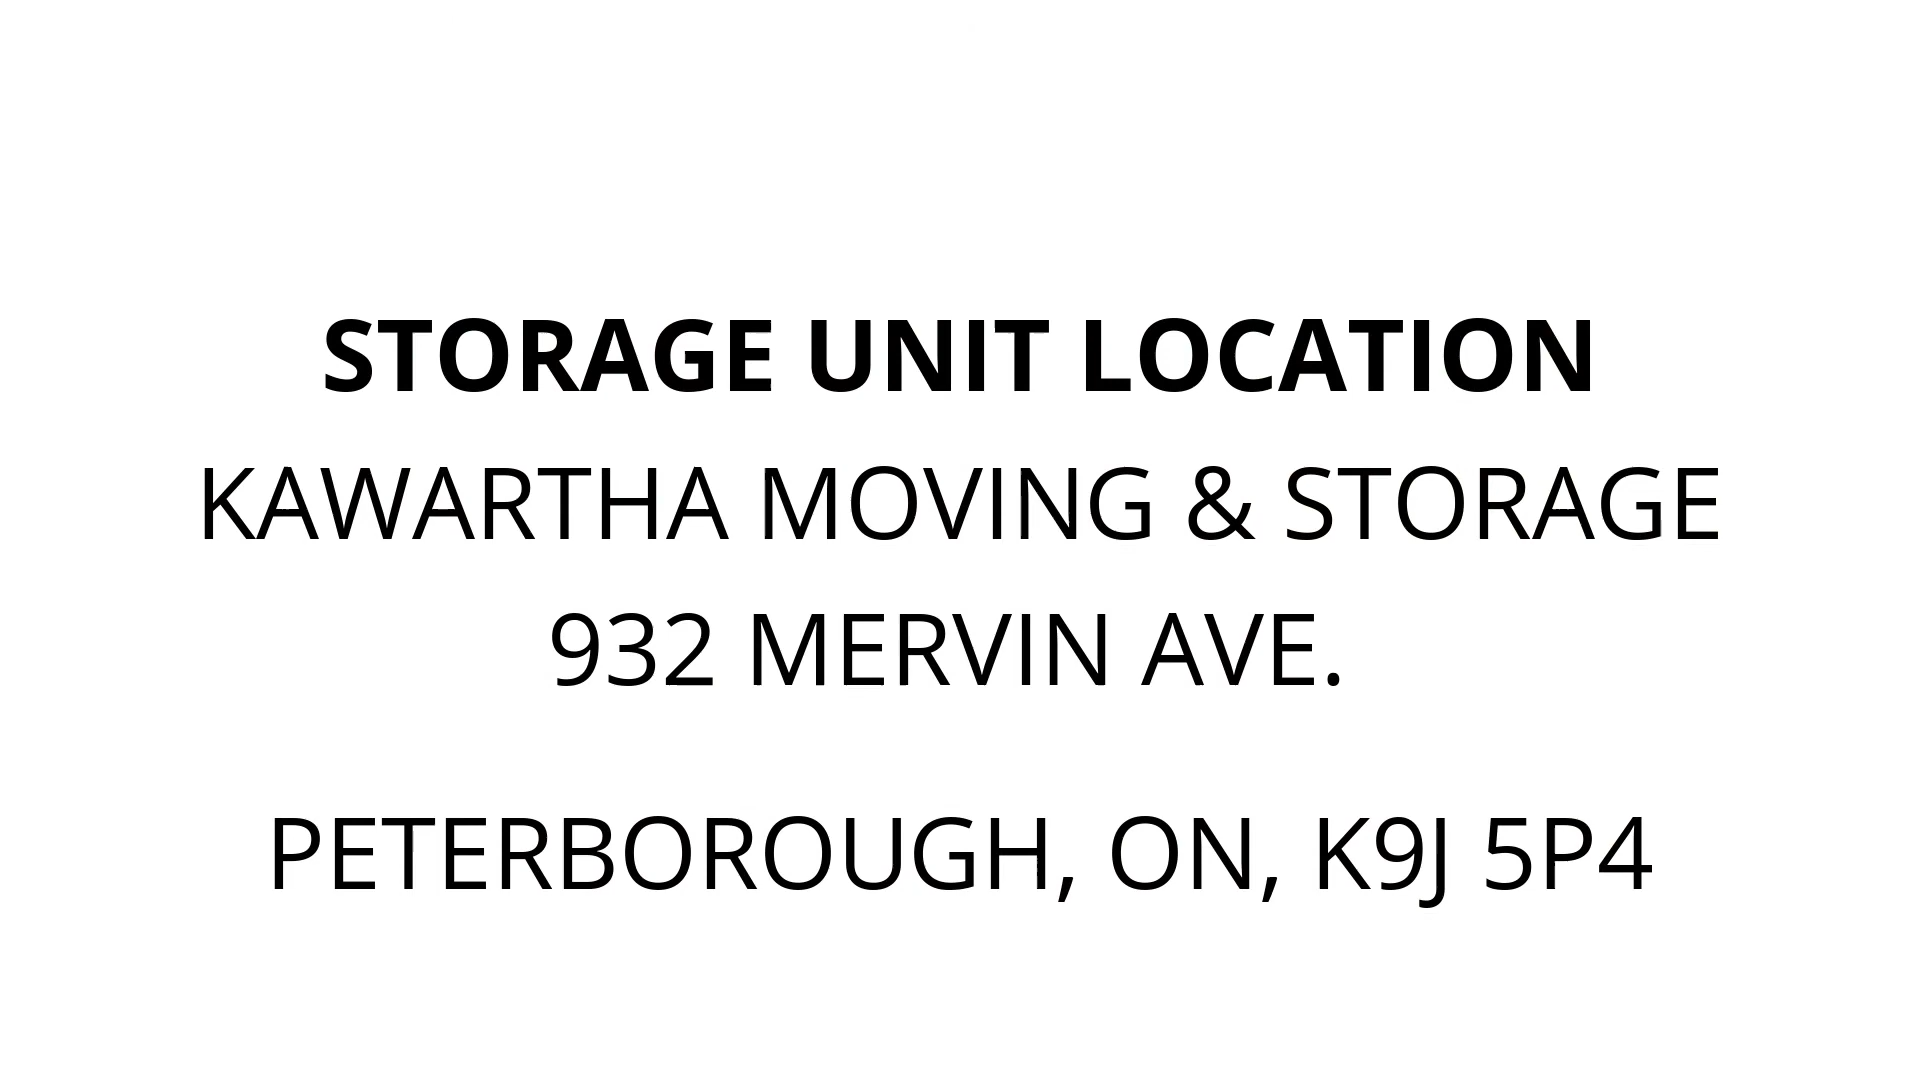 STORAGE UNIT LOCATION
KAWARTHA MOVING & STORAGE
932 MERVIN AVE.
PETERBOROUGH, ON, K9J 5P4